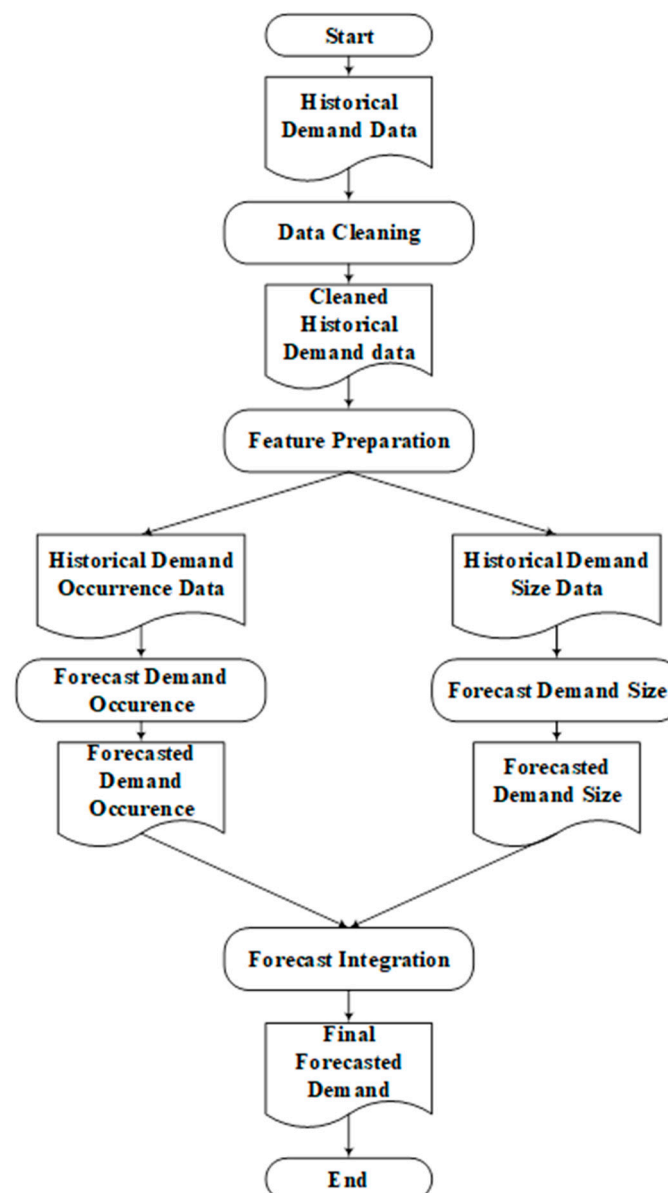 Start
Historical
Demand Data
Data Cleaning
Cleaned
Historical
Demand data
Feature Preparation
Historical Demand
Occurrence Data
Historical Demand
Size Data
Forecast Demand
Occurence
Forecast Demand Size
Forecasted
Demand
Occurence
Forecasted
Demand Size
Forecast Integration
Final
Forecasted
Demand
End